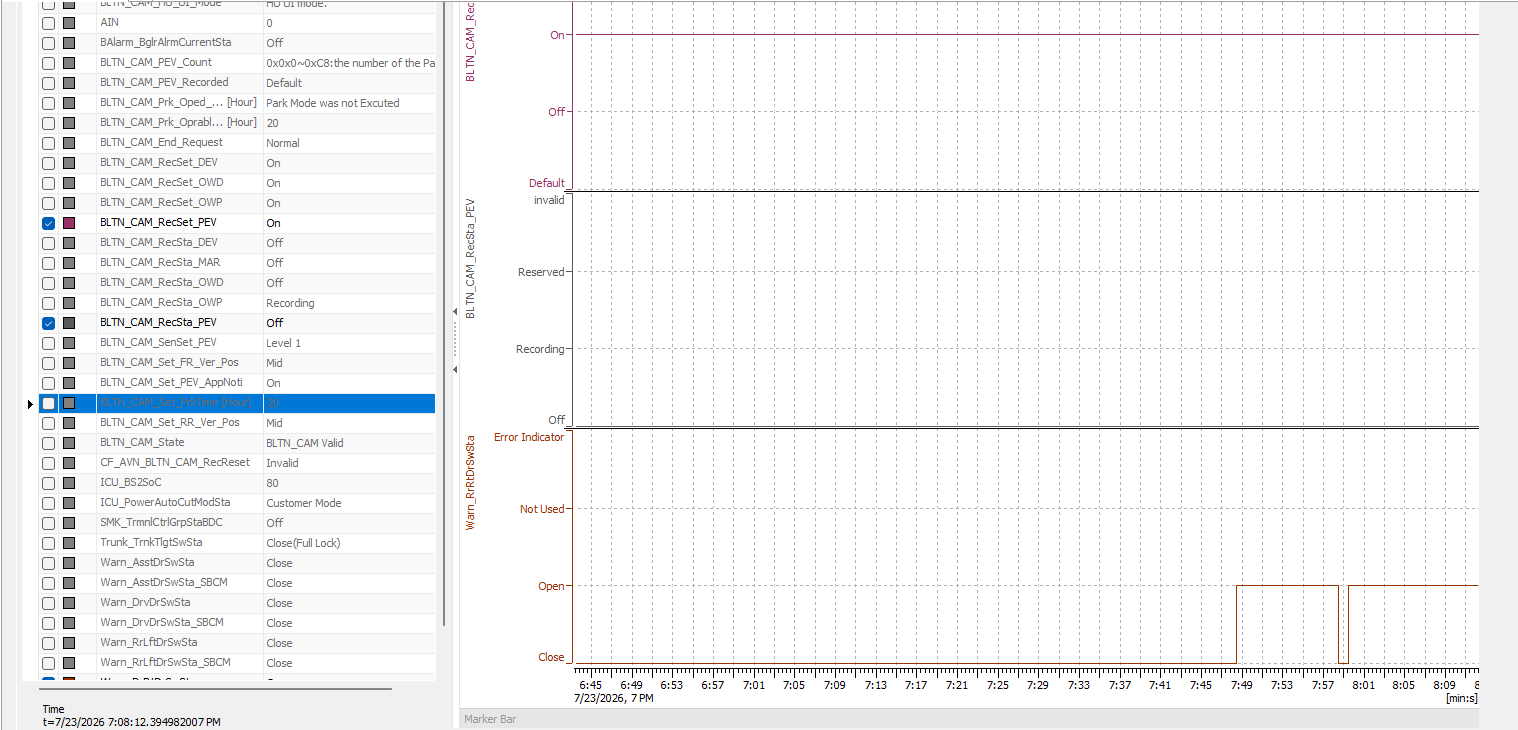 BLTN_CAM_HU_UI_Mode HU UI mode.
AIN 0
BAlarm_BglrAlrmCurrentSta Off
BLTN_CAM_PEV_Count 0x0x0~0xC8:the number of the Pa
BLTN_CAM_PEV_Recorded Default
BLTN_CAM_Prk_Oped_... [Hour] Park Mode was not Excuted
BLTN_CAM_Prk_Oprabl... [Hour] 20
BLTN_CAM_End_Request Normal
BLTN_CAM_RecSet_DEV On
BLTN_CAM_RecSet_OWD On
BLTN_CAM_RecSet_OWP On
BLTN_CAM_RecSet_PEV On
BLTN_CAM_RecSta_DEV Off
BLTN_CAM_RecSta_MAR Off
BLTN_CAM_RecSta_OWD Off
BLTN_CAM_RecSta_OWP Recording
BLTN_CAM_RecSta_PEV Off
BLTN_CAM_SenSet_PEV Level 1
BLTN_CAM_Set_FR_Ver_Pos Mid
BLTN_CAM_Set_PEV_AppNoti On
BLTN_CAM_Set_PrkTime [Hour] 20
BLTN_CAM_Set_RR_Ver_Pos Mid
BLTN_CAM_State BLTN_CAM Valid
CF_AVN_BLTN_CAM_RecReset Invalid
ICU_BS2SoC 80
ICU_PowerAutoCutModSta Customer Mode
SMK_TrmnlCtrlGrpStaBDC Off
Trunk_TrnkTlgtSwSta Close(Full Lock)
Warn_AsstDrSwSta Close
Warn_AsstDrSwSta_SBCM Close
Warn_DrvDrSwSta Close
Warn_DrvDrSwSta_SBCM Close
Warn_RrLftDrSwSta Close
Warn_RrLftDrSwSta_SBCM Close
Time
t=7/23/2026 7:08:12.394982007 PM
BLTN_CAM_Rec
On
Off
Default
BLTN_CAM_RecSta_PEV
invalid
Reserved
Recording
Off
Warn_RrRtDrSwSta
Error Indicator
Not Used
Open
Close
6:45 6:49 6:53 6:57 7:01 7:05 7:09 7:13 7:17 7:21 7:25 7:29 7:33 7:37 7:41 7:45 7:49 7:53 7:57 8:01 8:05 8:09 8
7/23/2026, 7 PM [min:s]
Marker Bar